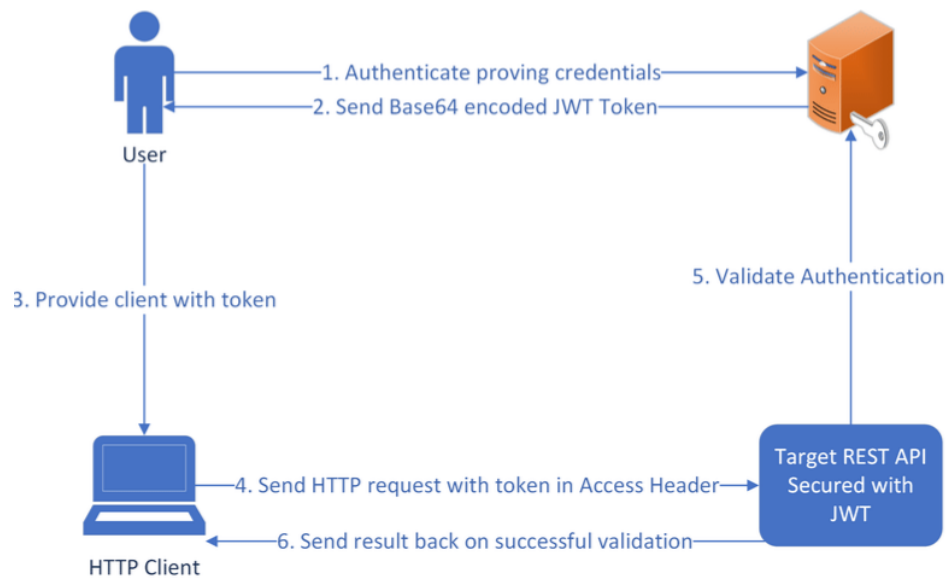 1. Authenticate proving credentials
2. Send Base64 encoded JWT Token
User
5. Validate Authentication
3. Provide client with token
Target REST API
Secured with
JWT
4. Send HTTP request with token in Access Header
6. Send result back on successful validation
HTTP Client